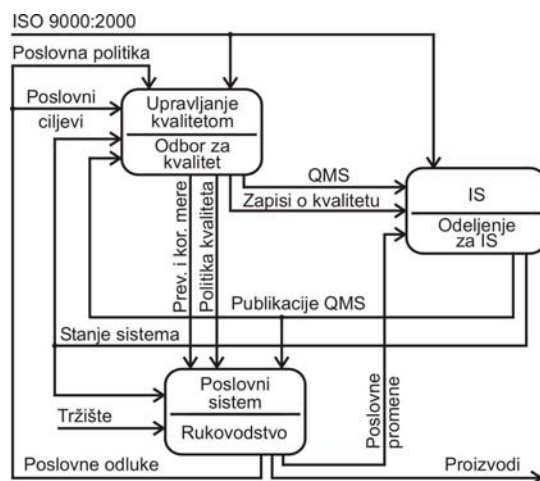 ISO 9000:2000
Poslovna politika
Poslovni
ciljevi
Upravljanje
kvalitetom
Odbor za
kvalitet
QMS
Zapisi o kvalitetu
IS
Odeljenje
za IS
Prev. i kor. mere
Politika kvaliteta
Publikacije QMS
Stanje sistema
Poslovni
sistem
Rukovodstvo
Tržište
Poslovne
promene
Poslovne odluke
Proizvodi